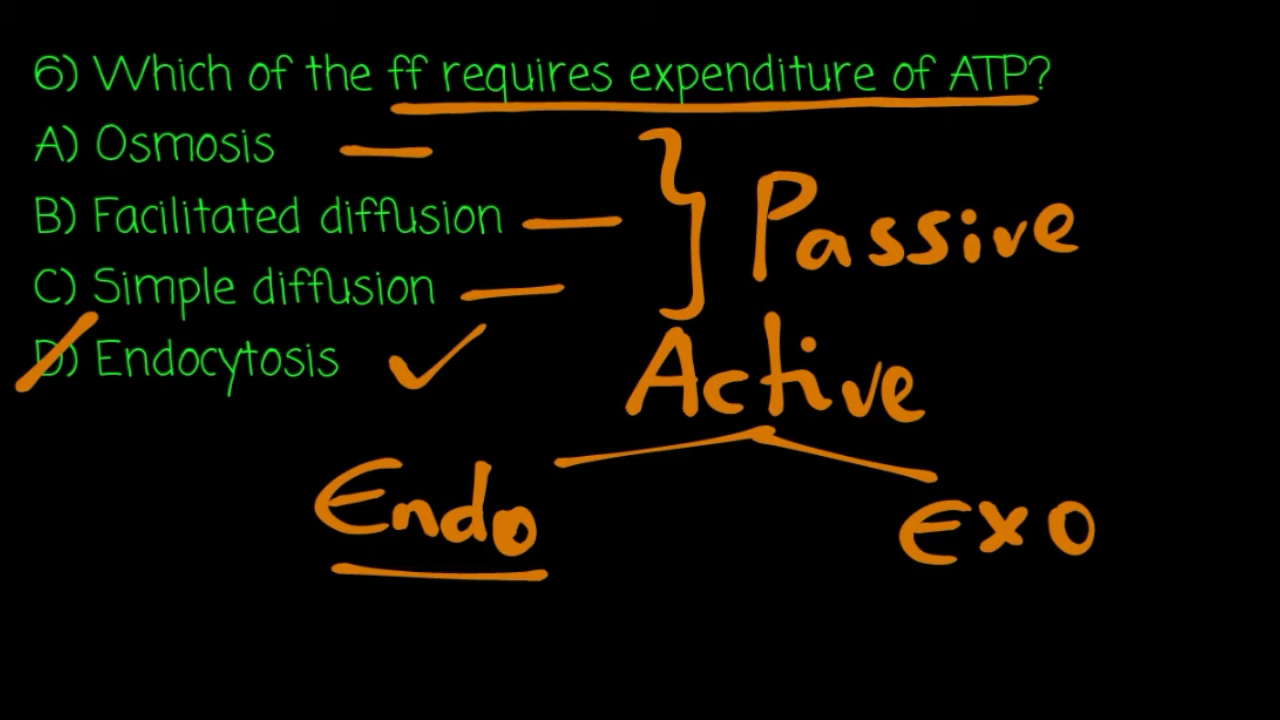 6) Which of the ff requires expenditure of ATP?
A) Osmosis
B) Facilitated diffusion
Passive
C) Simple diffusion
D) Endocytosis
Active
Endo
Exo